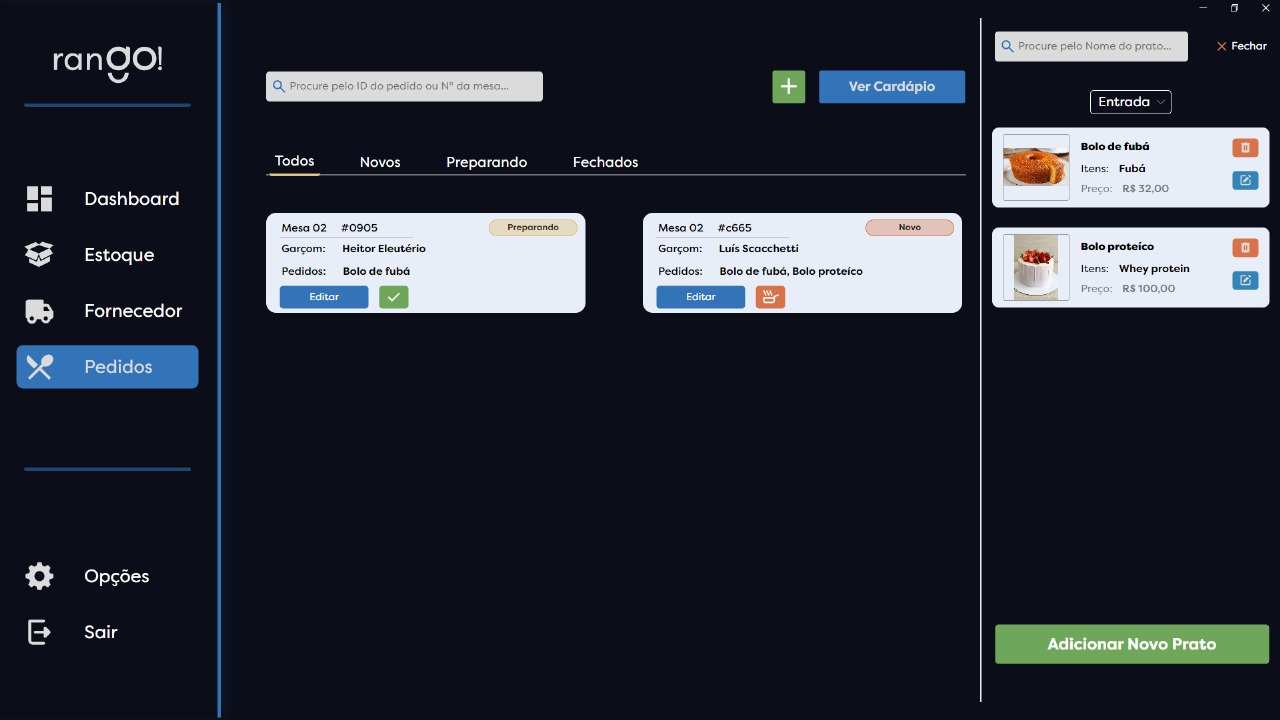 rango!
Dashboard
Estoque
Fornecedor
Pedidos
Opções
Sair
Procure pelo ID do pedido ou N° da mesa...
+
Ver Cardápio
Todos
Novos
Preparando
Fechados
Mesa 02 #0905
Preparando
Garçom: Heitor Eleutério
Pedidos: Bolo de fubá
Editar
Mesa 02 #c665
Novo
Garçom: Luís Scacchetti
Pedidos: Bolo de fubá, Bolo proteíco
Editar
Procure pelo Nome do prato...
Fechar
Entrada
Bolo de fubá
Itens: Fubá
Preço: R$ 32,00
Bolo proteíco
Itens: Whey protein
Preço: R$ 100,00
Adicionar Novo Prato